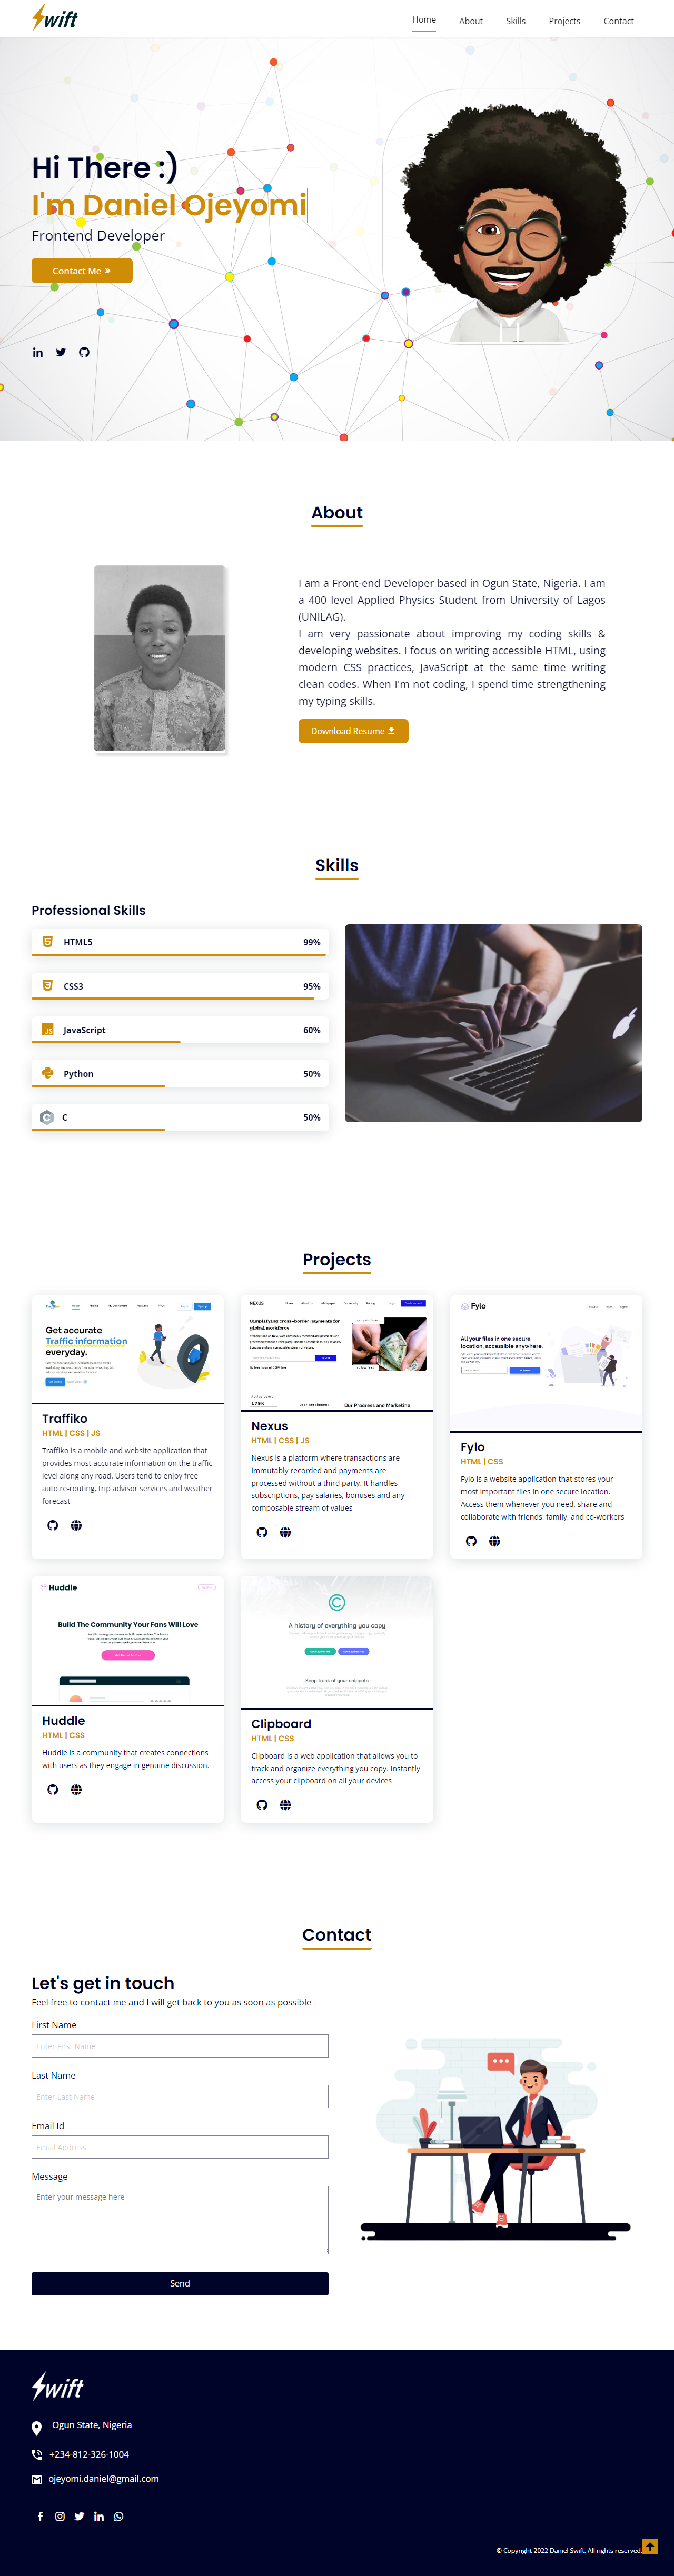 Swift
Home About Skills Projects Contact
Hi There :)
I'm Daniel Ojeyomi
Frontend Developer
Contact Me »
About
I am a Front-end Developer based in Ogun State, Nigeria. I am
a 400 level Applied Physics Student from University of Lagos
(UNILAG).
I am very passionate about improving my coding skills &
developing websites. I focus on writing accessible HTML, using
modern CSS practices, JavaScript at the same time writing
clean codes. When I'm not coding, I spend time strengthening
my typing skills.
Download Resume
Skills
Professional Skills
HTML5 99%
CSS3 95%
JavaScript 60%
Python 50%
C 50%
Projects
Get accurate
Traffic information
everyday.
Traffiko
HTML | CSS | JS
Traffiko is a mobile and website application that
provides most accurate information on the traffic
level along any road. Users tend to enjoy free
auto re-routing, trip advisor services and weather
forecast
NEXUS
Simplifying cross-border payments for
global workforce
179K
Our Progress and Marketing
Nexus
HTML | CSS | JS
Nexus is a platform where transactions are
immutably recorded and payments are
processed without a third party. It handles
subscriptions, pay salaries, bonuses and any
composable stream of values
Fylo
All your files in one secure
location, accessible anywhere.
Fylo
HTML | CSS
Fylo is a website application that stores your
most important files in one secure location.
Access them whenever you need, share and
collaborate with friends, family, and co-workers
Huddle
Build The Community Your Fans Will Love
Huddle
HTML | CSS
Huddle is a community that creates connections
with users as they engage in genuine discussion.
A history of everything you copy
Keep track of your snippets
Clipboard
HTML | CSS
Clipboard is a web application that allows you to
track and organize everything you copy. Instantly
access your clipboard on all your devices
Contact
Let's get in touch
Feel free to contact me and I will get back to you as soon as possible
First Name
Enter First Name
Last Name
Enter Last Name
Email Id
Email Address
Message
Enter your message here
Send
Swift
Ogun State, Nigeria
+234-812-326-1004
ojeyomi.daniel@gmail.com
© Copyright 2022 Daniel Swift. All rights reserved.